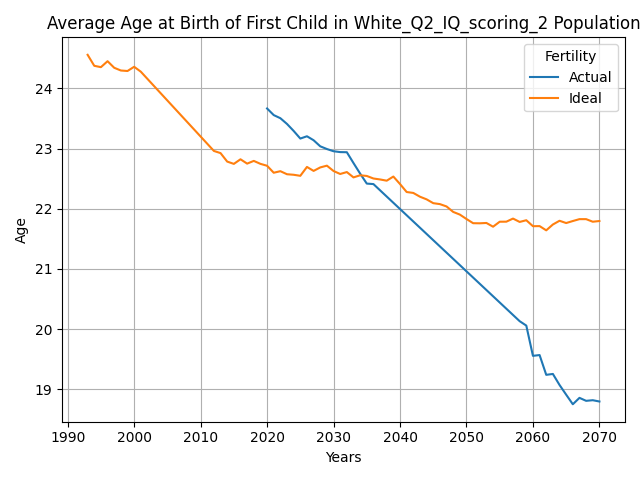 Average Age at Birth of First Child in White_Q2_IQ_scoring_2 Population
Fertility
Actual
Ideal
Age
24
23
22
21
20
19
1990 2000 2010 2020 2030 2040 2050 2060 2070
Years